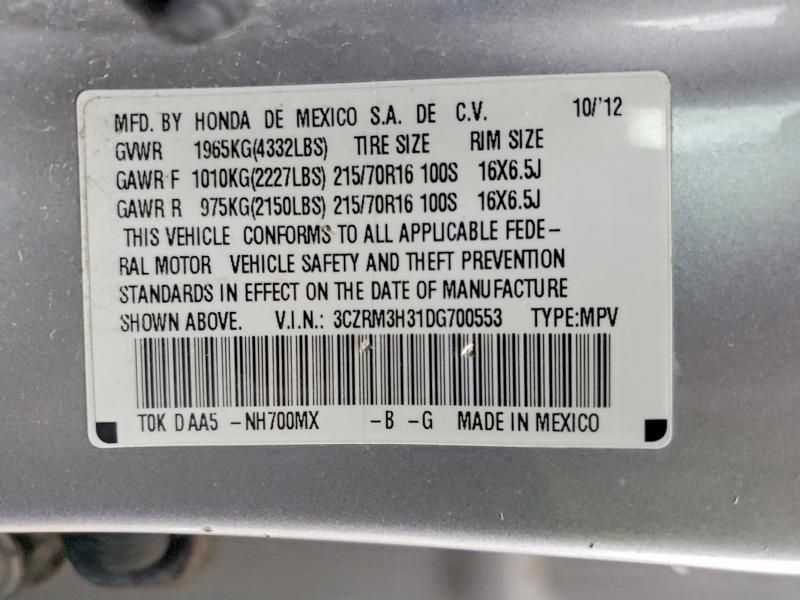 MFD. BY HONDA DE MEXICO S.A. DE C.V. 10/'12
GVWR 1965KG(4332LBS) TIRE SIZE RIM SIZE
GAWR F 1010KG(2227LBS) 215/70R16 100S 16X6.5J
GAWR R 975KG(2150LBS) 215/70R16 100S 16X6.5J
THIS VEHICLE CONFORMS TO ALL APPLICABLE FEDE-
RAL MOTOR VEHICLE SAFETY AND THEFT PREVENTION
STANDARDS IN EFFECT ON THE DATE OF MANUFACTURE
SHOWN ABOVE. V.I.N.: 3CZRM3H31DG700553 TYPE:MPV
T0K D AA5 -NH700MX -B -G MADE IN MEXICO